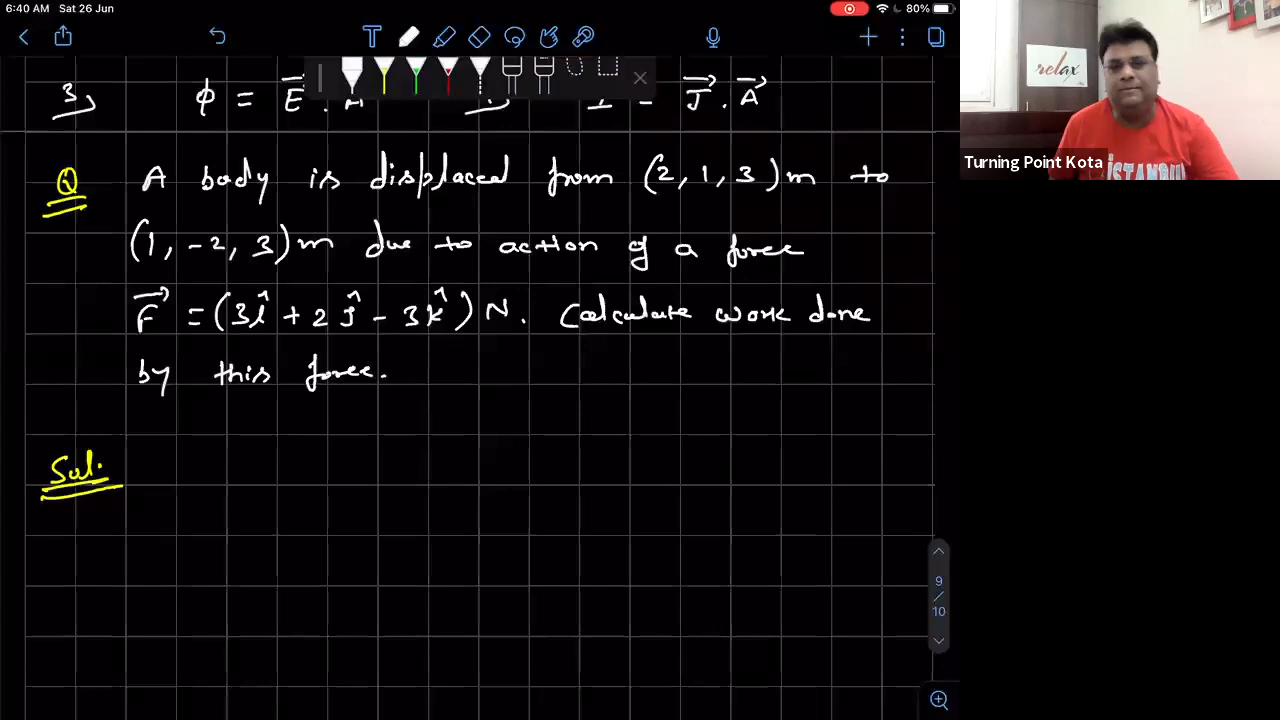 6:40 AM Sat 26 Jun
80%
3, ϕ = E⃗ . = J⃗ . A⃗
Q A body is displaced from (2, 1, 3)m to
(1, -2, 3)m due to action of a force
F⃗ = (3î + 2ĵ - 3k̂) N. Calculate work done
by this force.
Sol.
9
/
10
relax
Turning Point Kota
İSTANBUL